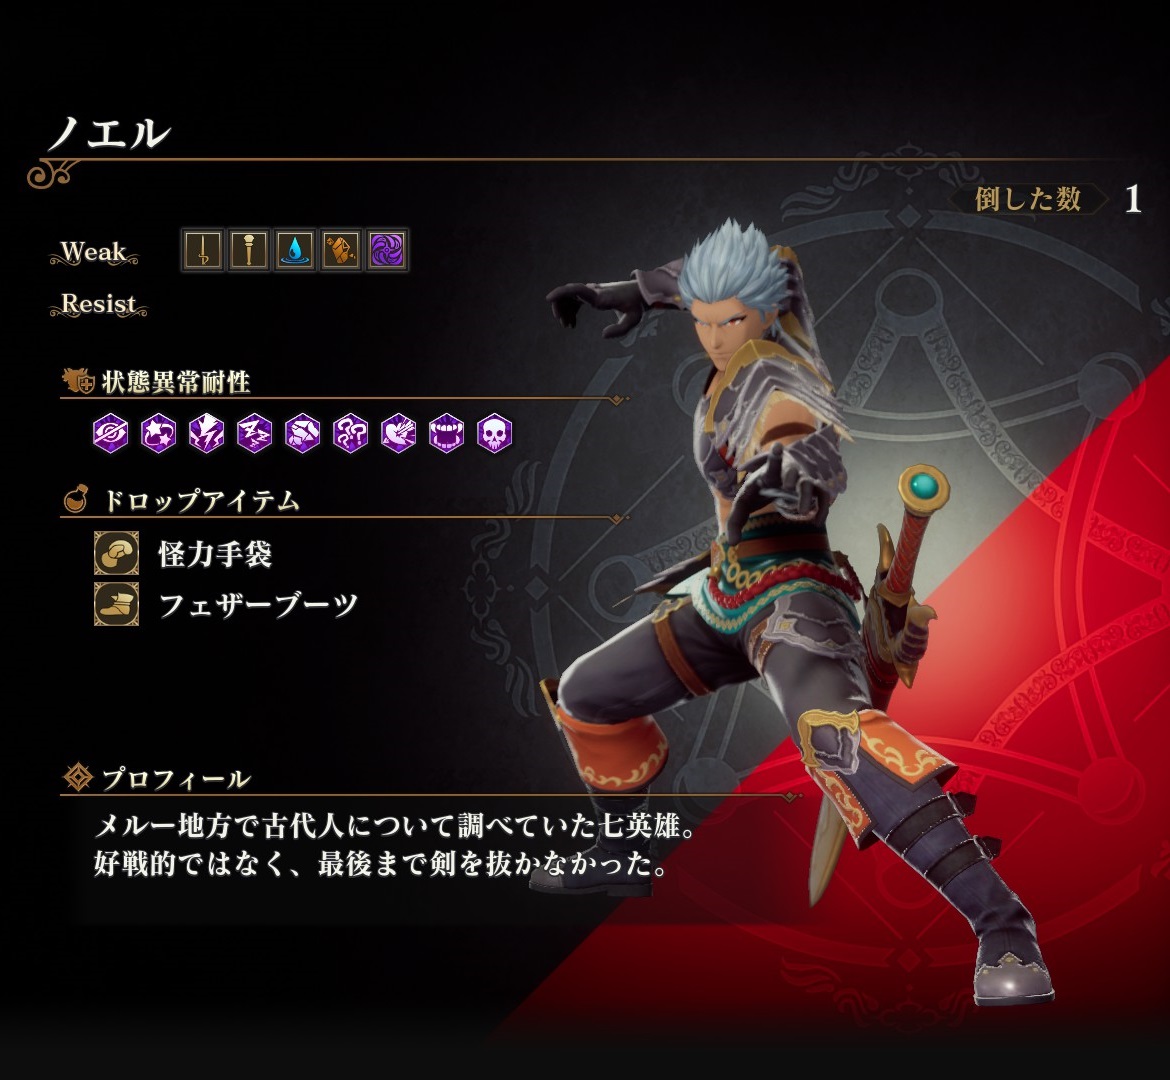 ノエル
倒した数 1
Weak
Resist
状態異常耐性
ドロップアイテム
怪力手袋
フェザーブーツ
プロフィール
メルー地方で古代人について調べていた七英雄。
好戦的ではなく、最後まで剣を抜かなかった。